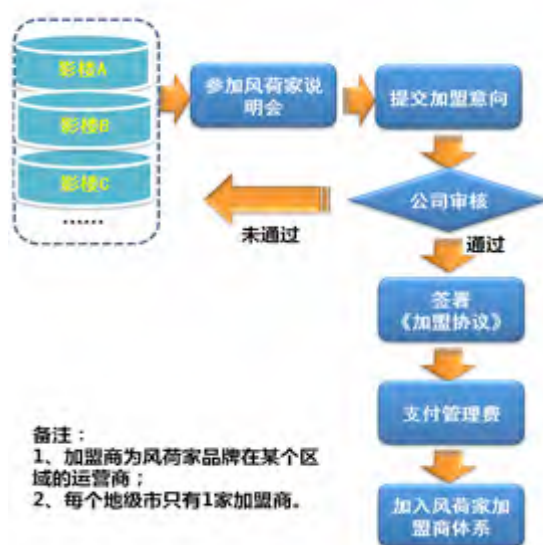 影楼A
影楼B
影楼C
......
参加风荷家说
明会
提交加盟意向
公司审核
未通过
通过
签署
《加盟协议》
支付管理费
加入风荷家加
盟商体系
备注：
1、加盟商为风荷家品牌在某个区
域的运营商；
2、每个地级市只有1家加盟商。